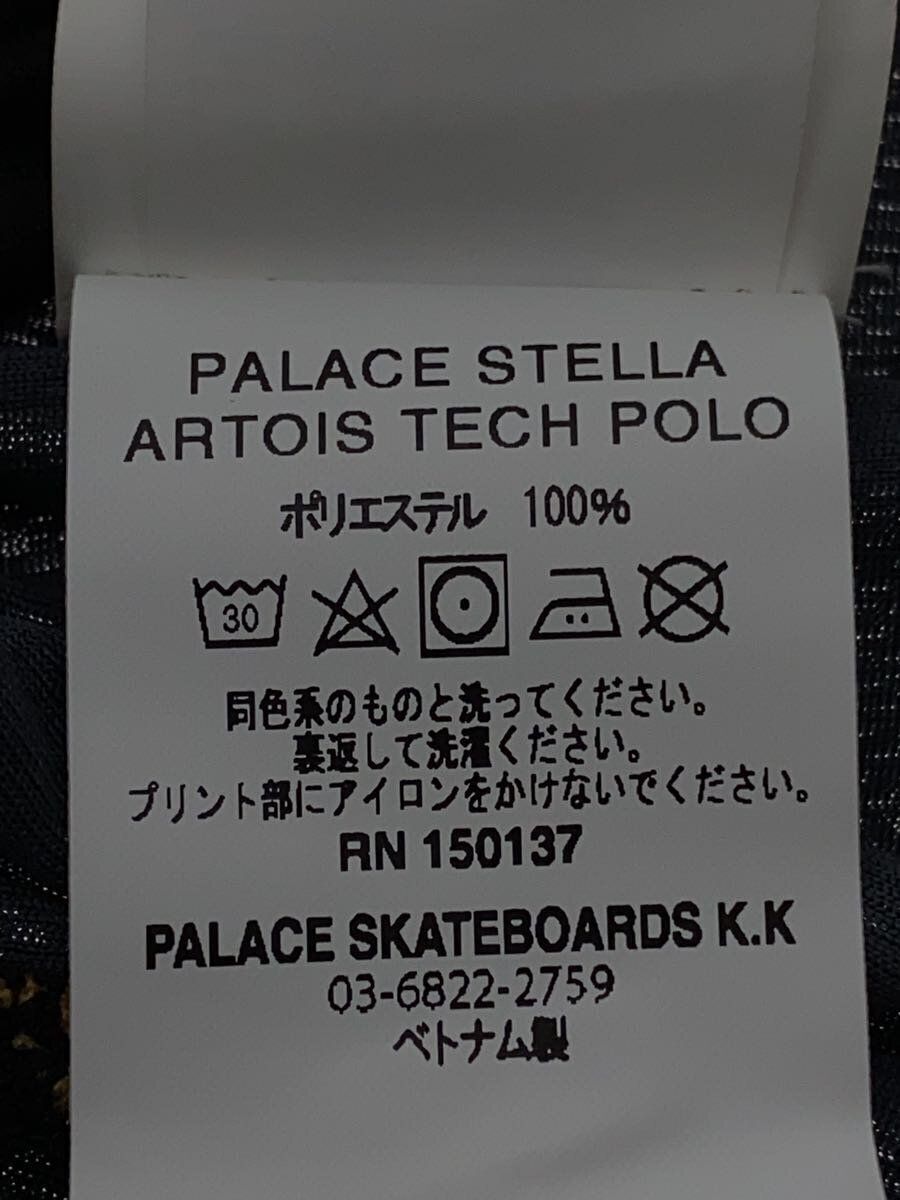 PALACE STELLA
ARTOIS TECH POLO
ポリエステル 100%
30
同色系のものと洗ってください。
裏返して洗濯ください。
プリント部にアイロンをかけないでください。
RN 150137
PALACE SKATEBOARDS K.K
03-6822-2759
ベトナム製